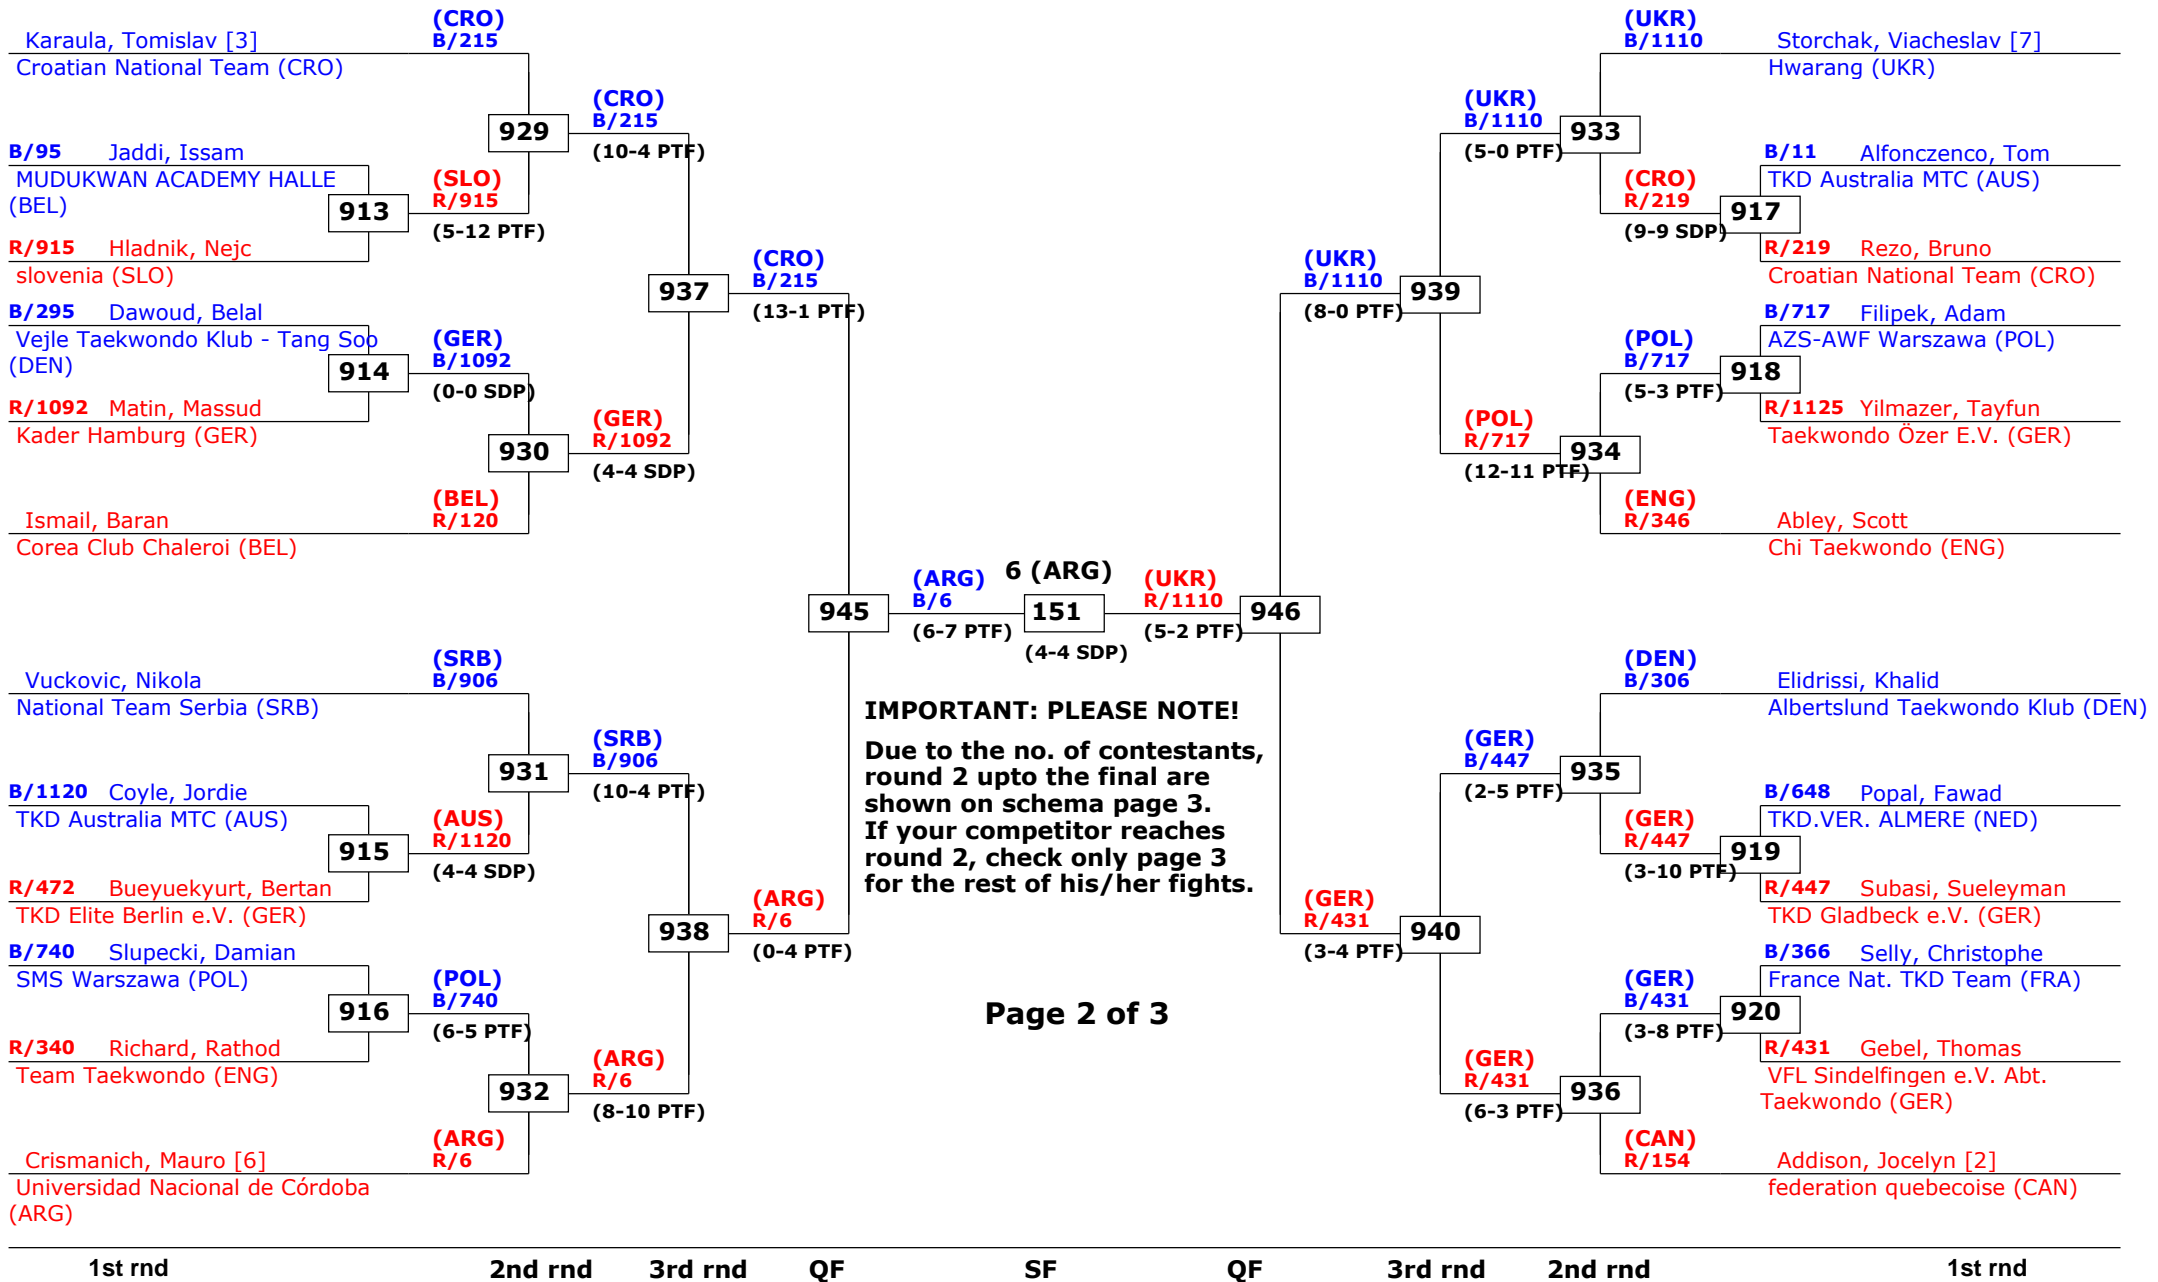 (CRO)
B/215
Karaula, Tomislav [3]
Croatian National Team (CRO)
(CRO)
B/215
929
(10-4 PTF)
B/95 Jaddi, Issam
MUDUKWAN ACADEMY HALLE
(BEL)
913
(SLO)
R/915
(5-12 PTF)
R/915 Hladnik, Nejc
slovenia (SLO)
937
(CRO)
B/215
(13-1 PTF)
B/295 Dawoud, Belal
Vejle Taekwondo Klub - Tang Soo
(DEN)
914
(GER)
B/1092
(0-0 SDP)
R/1092 Matin, Massud
Kader Hamburg (GER)
930
(GER)
R/1092
(4-4 SDP)
(BEL)
R/120
Ismail, Baran
Corea Club Chaleroi (BEL)
945
(ARG)
B/6
(6-7 PTF)
6 (ARG)
151
(4-4 SDP)
(UKR)
R/1110
(5-2 PTF)
946
(SRB)
B/906
Vuckovic, Nikola
National Team Serbia (SRB)
931
(SRB)
B/906
(10-4 PTF)
B/1120 Coyle, Jordie
TKD Australia MTC (AUS)
915
(AUS)
R/1120
(4-4 SDP)
R/472 Bueyuekyurt, Bertan
TKD Elite Berlin e.V. (GER)
938
(ARG)
R/6
(0-4 PTF)
B/740 Slupecki, Damian
SMS Warszawa (POL)
916
(POL)
B/740
(6-5 PTF)
R/340 Richard, Rathod
Team Taekwondo (ENG)
932
(ARG)
R/6
(8-10 PTF)
(ARG)
R/6
Crismanich, Mauro [6]
Universidad Nacional de Córdoba
(ARG)
IMPORTANT: PLEASE NOTE!
Due to the no. of contestants,
round 2 upto the final are
shown on schema page 3.
If your competitor reaches
round 2, check only page 3
for the rest of his/her fights.
Page 2 of 3
(UKR)
B/1110
Storchak, Viacheslav [7]
Hwarang (UKR)
(UKR)
B/1110
933
(5-0 PTF)
B/11 Alfonczenco, Tom
TKD Australia MTC (AUS)
(CRO)
R/219
917
(9-9 SDP)
R/219 Rezo, Bruno
Croatian National Team (CRO)
(UKR)
B/1110
939
(8-0 PTF)
B/717 Filipek, Adam
AZS-AWF Warszawa (POL)
(POL)
B/717
918
(5-3 PTF)
R/1125 Yilmazer, Tayfun
Taekwondo Özer E.V. (GER)
(POL)
R/717
934
(12-11 PTF)
(ENG)
R/346
Abley, Scott
Chi Taekwondo (ENG)
(DEN)
B/306
Elidrissi, Khalid
Albertslund Taekwondo Klub (DEN)
(GER)
B/447
935
(2-5 PTF)
B/648 Popal, Fawad
TKD.VER. ALMERE (NED)
(GER)
R/447
919
(3-10 PTF)
R/447 Subasi, Sueleyman
TKD Gladbeck e.V. (GER)
(GER)
R/431
940
(3-4 PTF)
B/366 Selly, Christophe
France Nat. TKD Team (FRA)
(GER)
B/431
920
(3-8 PTF)
R/431 Gebel, Thomas
VFL Sindelfingen e.V. Abt.
Taekwondo (GER)
(GER)
R/431
936
(6-3 PTF)
(CAN)
R/154
Addison, Jocelyn [2]
federation quebecoise (CAN)
1st rnd 2nd rnd 3rd rnd QF SF QF 3rd rnd 2nd rnd 1st rnd